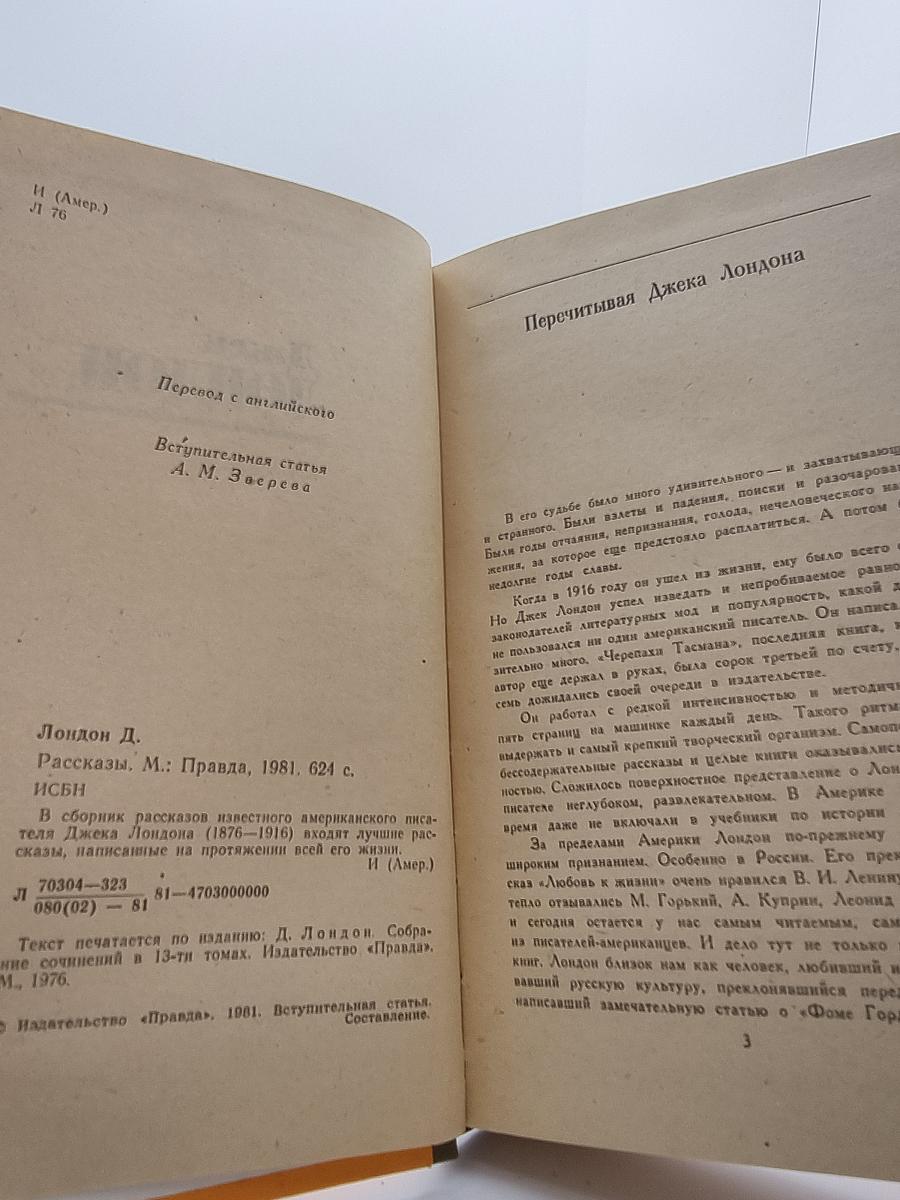 И (Амер.)
Л 76
Перевод с английского
Вступительная статья
А. М. Зверева
Лондон Д.
Рассказы. М.: Правда, 1981. 624 с.
ИСБН
В сборник рассказов известного американского писа-
теля Джека Лондона (1876—1916) входят лучшие рас-
сказы, написанные на протяжении всей его жизни.
И (Амер.)
Л 70304—323 81—4703000000
080(02) — 81
Текст печатается по изданию: Д. Лондон. Собра-
ние сочинений в 13-ти томах. Издательство «Правда».
М., 1976.
© Издательство «Правда». 1981. Вступительная статья.
Составление.
Перечитывая Джека Лондона
В его судьбе было много удивительного — и захватывающ
и странного. Были взлеты и падения, поиски и разочарова
Были годы отчаяния, непризнания, голода, нечеловеческого на
жения, за которое еще предстояло расплатиться. А потом
недолгие годы славы.
Когда в 1916 году он ушел из жизни, ему было всего
Но Джек Лондон успел изведать и непробиваемое равно
законодателей литературных мод и популярность, какой д
не пользовался ни один американский писатель. Он написа
зительно много. «Черепахи Тасмана», последняя книга,
автор еще держал в руках, была сорок третьей по счету.
семь дожидались своей очереди в издательстве.
Он работал с редкой интенсивностью и методич
пять страниц на машинке каждый день. Такого ритм
выдержать и самый крепкий творческий организм. Самопо
бессодержательные рассказы и целые книги оказывалис
ностью. Сложилось поверхностное представление о Лон
писателе неглубоком, развлекательном. В Америке
время даже не включали в учебники по истории
За пределами Америки Лондон по-прежнему
широким признанием. Особенно в России. Его прек
сказ «Любовь к жизни» очень нравился В. И. Ленину
тепло отзывались М. Горький, А. Куприн, Леонид
и сегодня остается у нас самым читаемым, сам
из писателей-американцев. И дело тут не только
книг. Лондон близок нам как человек, любивший и
вавший русскую культуру, преклонявшийся перед
написавший замечательную статью о «Фоме Горд
3